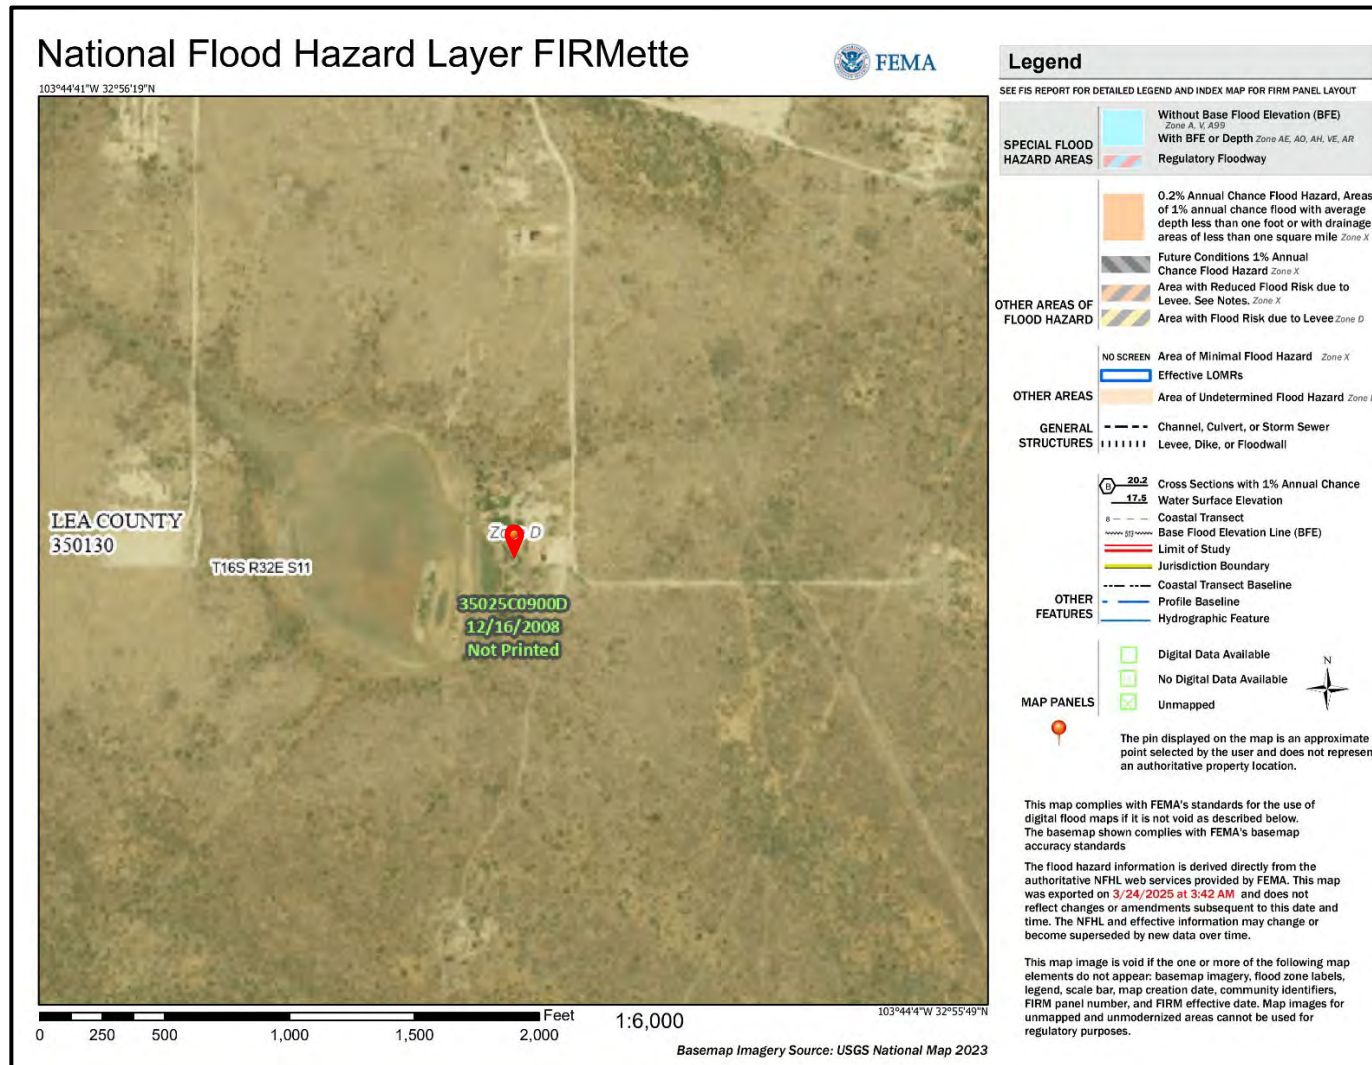 National Flood Hazard Layer FIRMette
FEMA
103°44'41"W 32°56'19"N
LEA COUNTY
350130
T16S R32E S11
35025C0900D
12/16/2008
Not Printed
Feet
0 250 500 1,000 1,500 2,000
1:6,000
103°44'4"W 32°55'49"N
Basemap Imagery Source: USGS National Map 2023
Legend
SEE FIS REPORT FOR DETAILED LEGEND AND INDEX MAP FOR FIRM PANEL LAYOUT
SPECIAL FLOOD
HAZARD AREAS
Without Base Flood Elevation (BFE)
Zone A, V, A99
With BFE or Depth Zone AE, AO, AH, VE, AR
Regulatory Floodway
OTHER AREAS OF
FLOOD HAZARD
0.2% Annual Chance Flood Hazard, Areas
of 1% annual chance flood with average
depth less than one foot or with drainage
areas of less than one square mile Zone X
Future Conditions 1% Annual
Chance Flood Hazard Zone X
Area with Reduced Flood Risk due to
Levee. See Notes. Zone X
Area with Flood Risk due to Levee Zone D
OTHER AREAS
NO SCREEN Area of Minimal Flood Hazard Zone X
Effective LOMRs
Area of Undetermined Flood Hazard Zone
GENERAL
STRUCTURES
Channel, Culvert, or Storm Sewer
Levee, Dike, or Floodwall
OTHER
FEATURES
B 20.2 Cross Sections with 1% Annual Chance
17.5 Water Surface Elevation
8 Coastal Transect
513 Base Flood Elevation Line (BFE)
Limit of Study
Jurisdiction Boundary
Coastal Transect Baseline
Profile Baseline
Hydrographic Feature
MAP PANELS
Digital Data Available
No Digital Data Available
Unmapped
N
The pin displayed on the map is an approximate
point selected by the user and does not represen
an authoritative property location.
This map complies with FEMA's standards for the use of
digital flood maps if it is not void as described below.
The basemap shown complies with FEMA's basemap
accuracy standards
The flood hazard information is derived directly from the
authoritative NFHL web services provided by FEMA. This map
was exported on 3/24/2025 at 3:42 AM and does not
reflect changes or amendments subsequent to this date and
time. The NFHL and effective information may change or
become superseded by new data over time.
This map image is void if the one or more of the following map
elements do not appear: basemap imagery, flood zone labels,
legend, scale bar, map creation date, community identifiers,
FIRM panel number, and FIRM effective date. Map images for
unmapped and unmodernized areas cannot be used for
regulatory purposes.